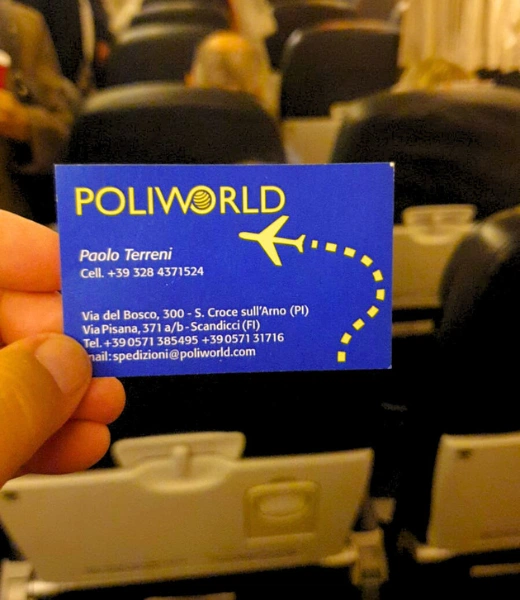 POLIWORLD
Paolo Terreni
Cell. +39 328 4371524
Via del Bosco, 300 - S. Croce sull'Arno (PI)
Via Pisana, 371 a/b - Scandicci (FI)
Tel. +39 0571 385495 +39 0571 31716
mail: spedizioni@poliworld.com